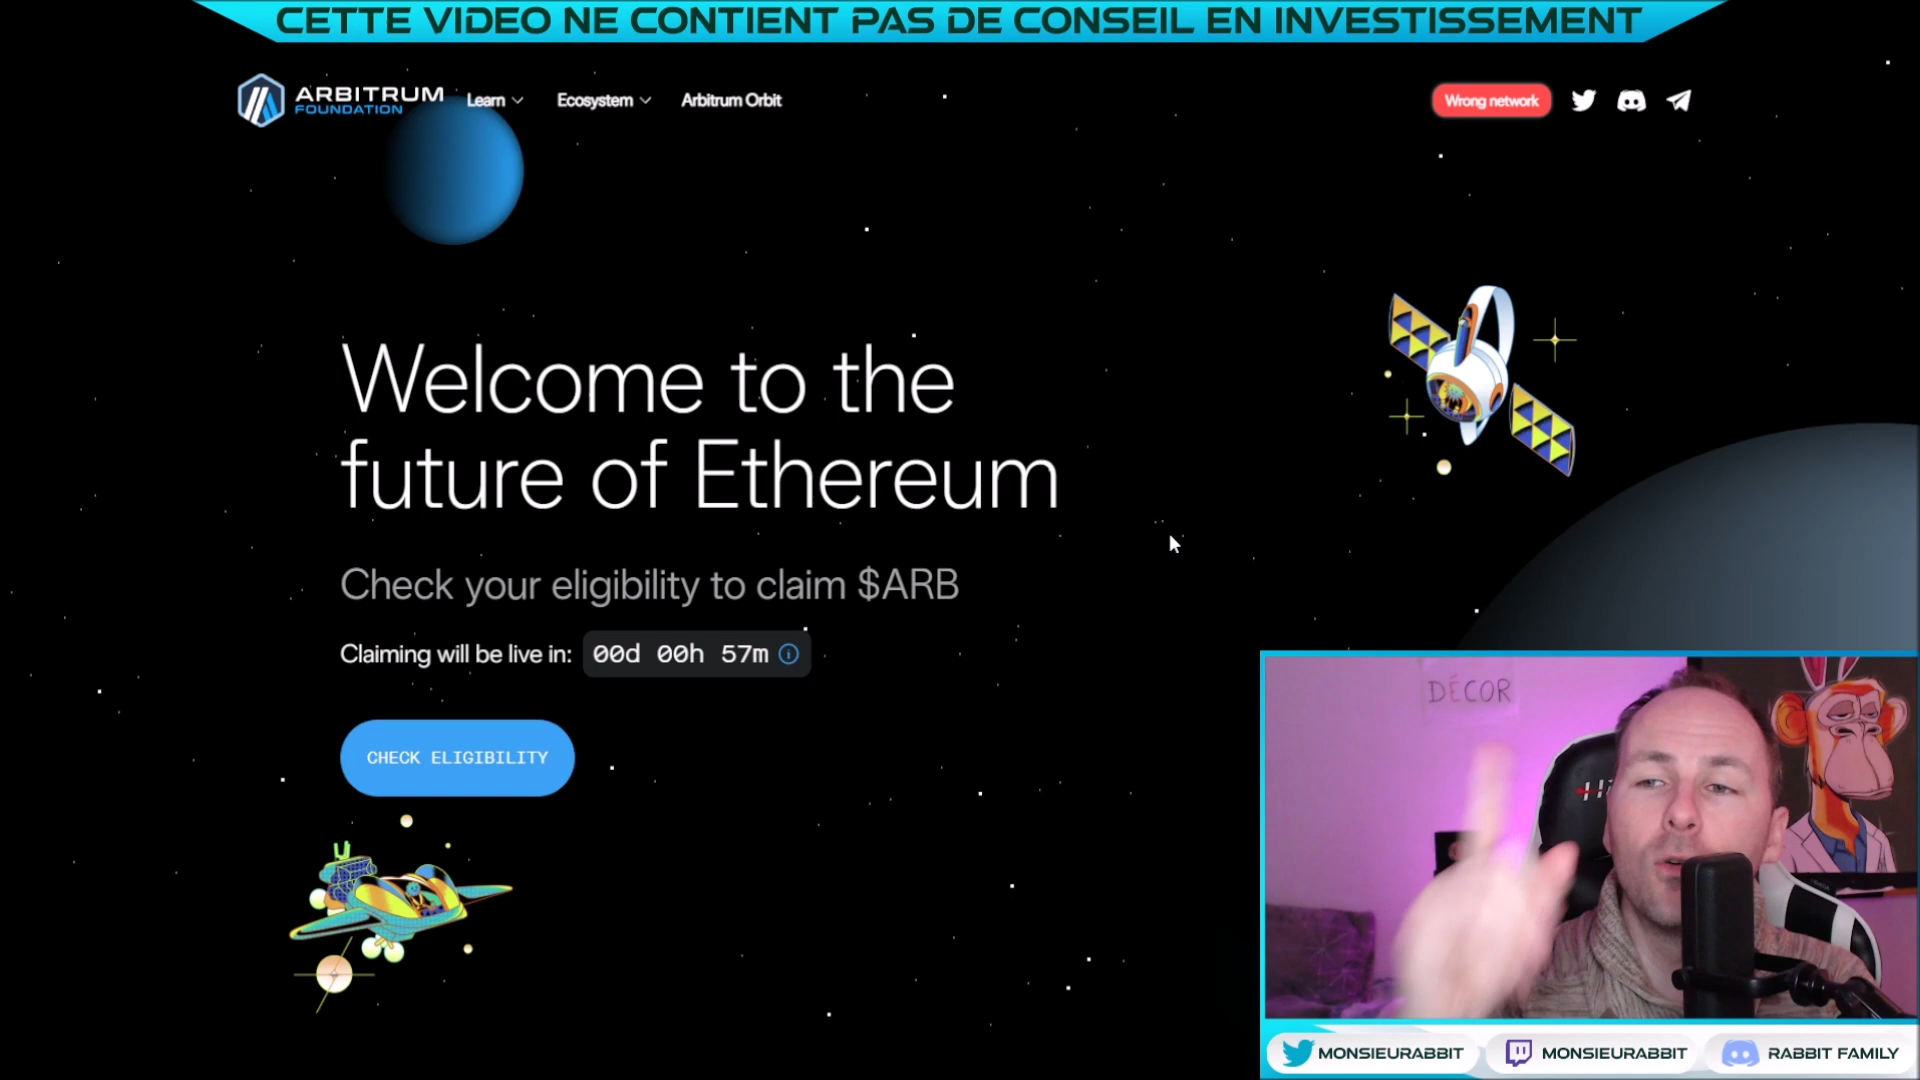 CETTE VIDEO NE CONTIENT PAS DE CONSEIL EN INVESTISSEMENT
ARBITRUM
FOUNDATION
Learn
Ecosystem
Arbitrum Orbit
Wrong network
Welcome to the
future of Ethereum
Check your eligibility to claim $ARB
Claiming will be live in: 00d 00h 57m
CHECK ELIGIBILITY
DÉCOR
MONSIEURABBIT
MONSIEURABBIT
RABBIT FAMILY